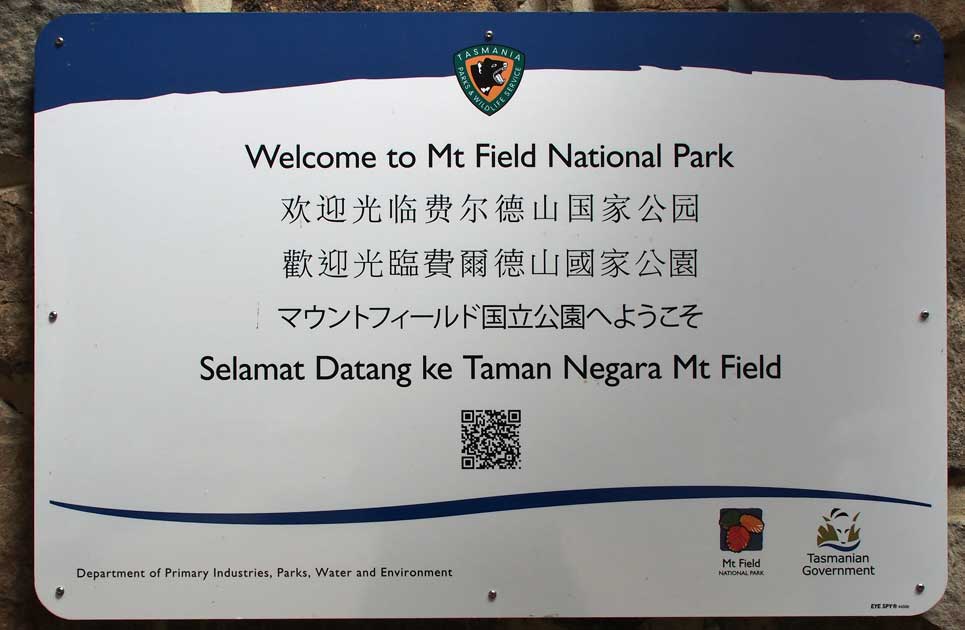 TASMANIA
PARKS & WILDLIFE SERVICE
Welcome to Mt Field National Park
欢迎光临费尔德山国家公园
歡迎光臨費爾德山國家公園
マウントフィールド国立公園へようこそ
Selamat Datang ke Taman Negara Mt Field
Mt Field
NATIONAL PARK
Tasmanian
Government
Department of Primary Industries, Parks, Water and Environment
EYE SPY®